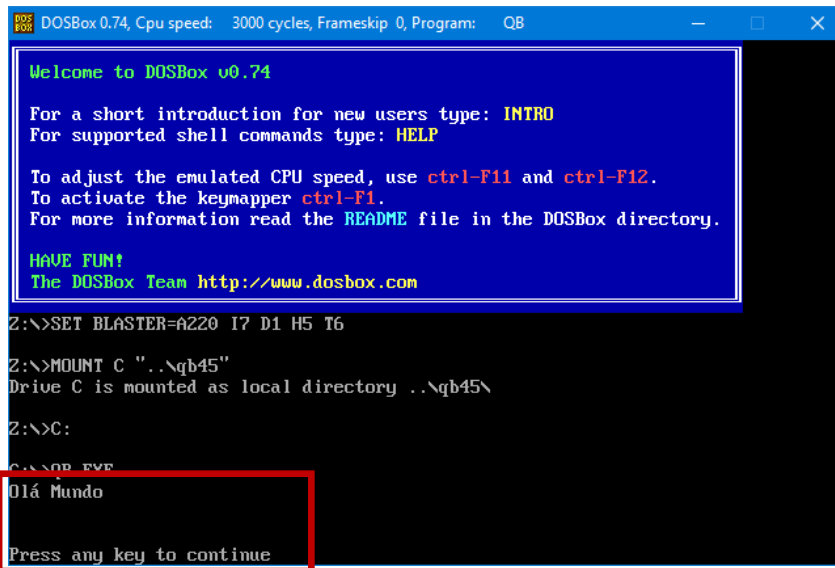 DOSBox 0.74, Cpu speed: 3000 cycles, Frameskip 0, Program: QB
Welcome to DOSBox v0.74
For a short introduction for new users type: INTRO
For supported shell commands type: HELP
To adjust the emulated CPU speed, use ctrl-F11 and ctrl-F12.
To activate the keymapper ctrl-F1.
For more information read the README file in the DOSBox directory.
HAVE FUN!
The DOSBox Team http://www.dosbox.com
Z:\>SET BLASTER=A220 I7 D1 H5 T6
Z:\>MOUNT C "..\qb45"
Drive C is mounted as local directory ..\qb45\
Z:\>C:
C:\>QB.EXE
Olá Mundo
Press any key to continue